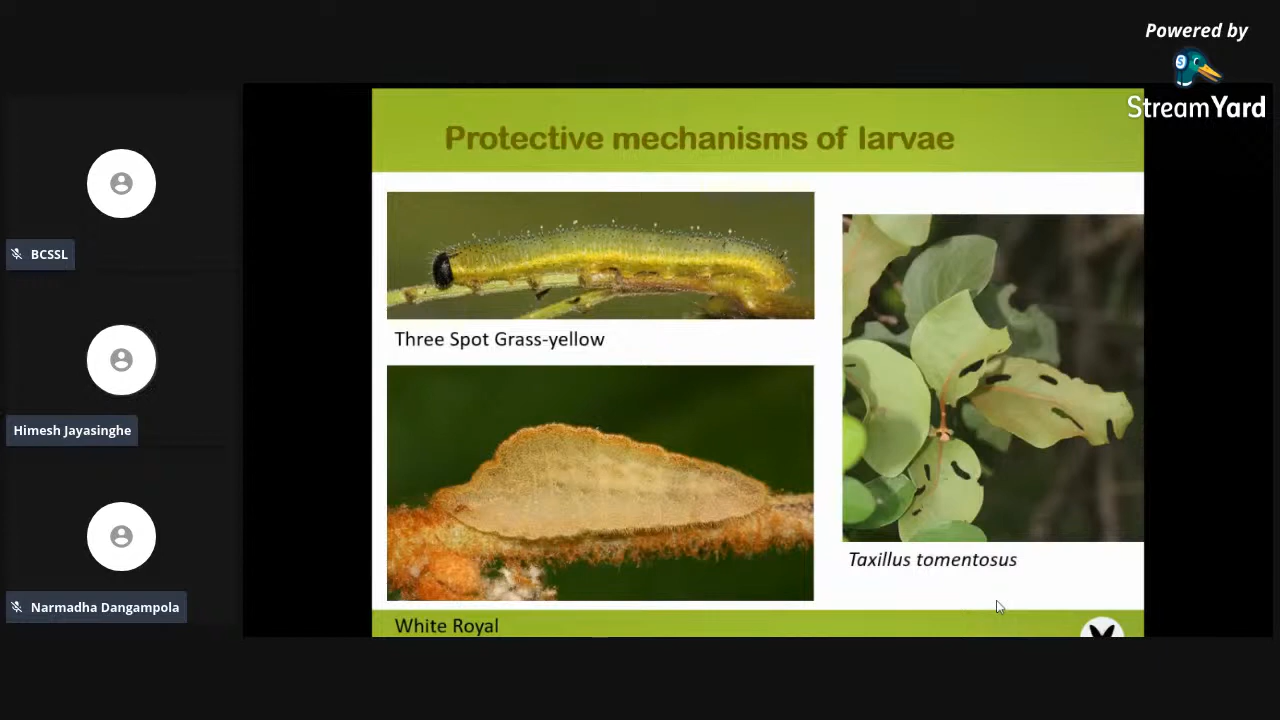 Powered by
StreamYard
Protective mechanisms of larvae
BCSSL
Three Spot Grass-yellow
Himesh Jayasinghe
Taxillus tomentosus
Narmadha Dangampola
White Royal